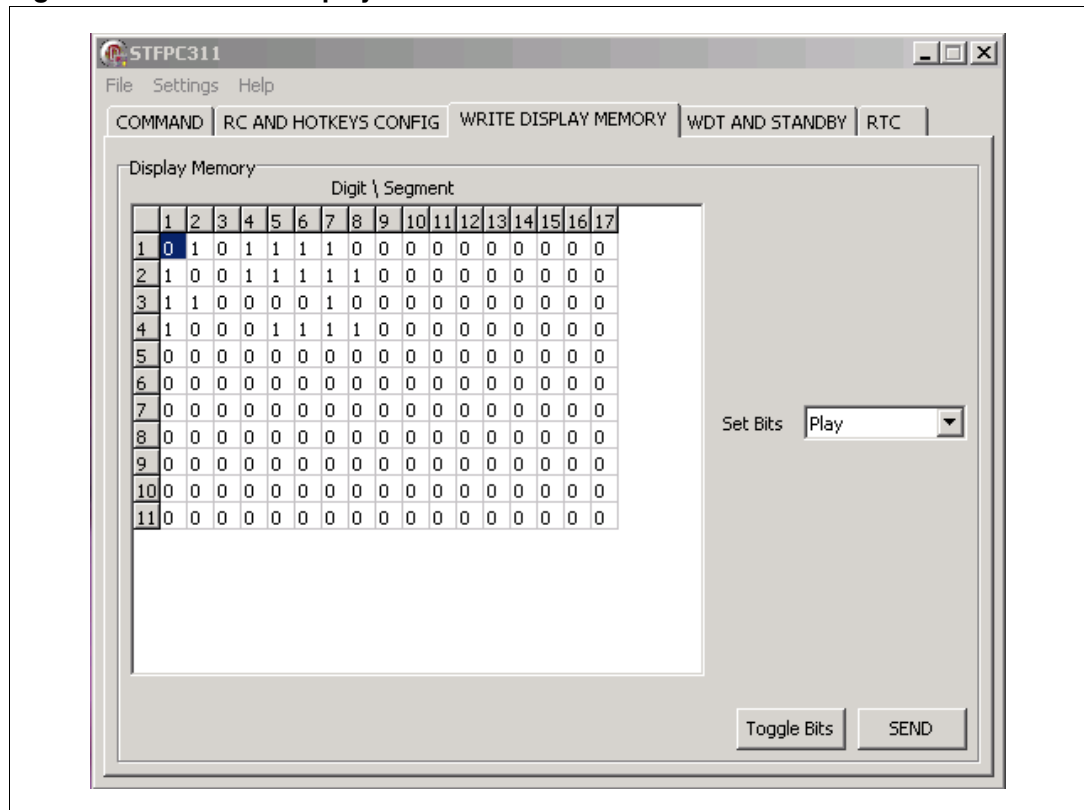 STFPC311
File Settings Help
COMMAND RC AND HOTKEYS CONFIG WRITE DISPLAY MEMORY WDT AND STANDBY RTC
Display Memory
Digit \ Segment
1 2 3 4 5 6 7 8 9 10 11 12 13 14 15 16 17
1 0 1 0 1 1 1 1 0 0 0 0 0 0 0 0 0 0
2 1 0 0 1 1 1 1 1 0 0 0 0 0 0 0 0 0
3 1 1 0 0 0 0 1 0 0 0 0 0 0 0 0 0 0
4 1 0 0 0 1 1 1 1 0 0 0 0 0 0 0 0 0
5 0 0 0 0 0 0 0 0 0 0 0 0 0 0 0 0 0
6 0 0 0 0 0 0 0 0 0 0 0 0 0 0 0 0 0
7 0 0 0 0 0 0 0 0 0 0 0 0 0 0 0 0 0
8 0 0 0 0 0 0 0 0 0 0 0 0 0 0 0 0 0
9 0 0 0 0 0 0 0 0 0 0 0 0 0 0 0 0 0
10 0 0 0 0 0 0 0 0 0 0 0 0 0 0 0 0 0
11 0 0 0 0 0 0 0 0 0 0 0 0 0 0 0 0 0
Set Bits Play
Toggle Bits SEND